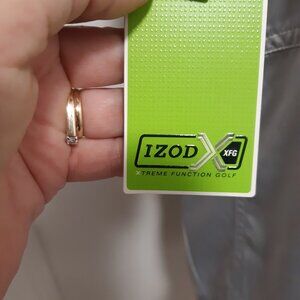 IZOD X XFG
XTREME FUNCTION GOLF